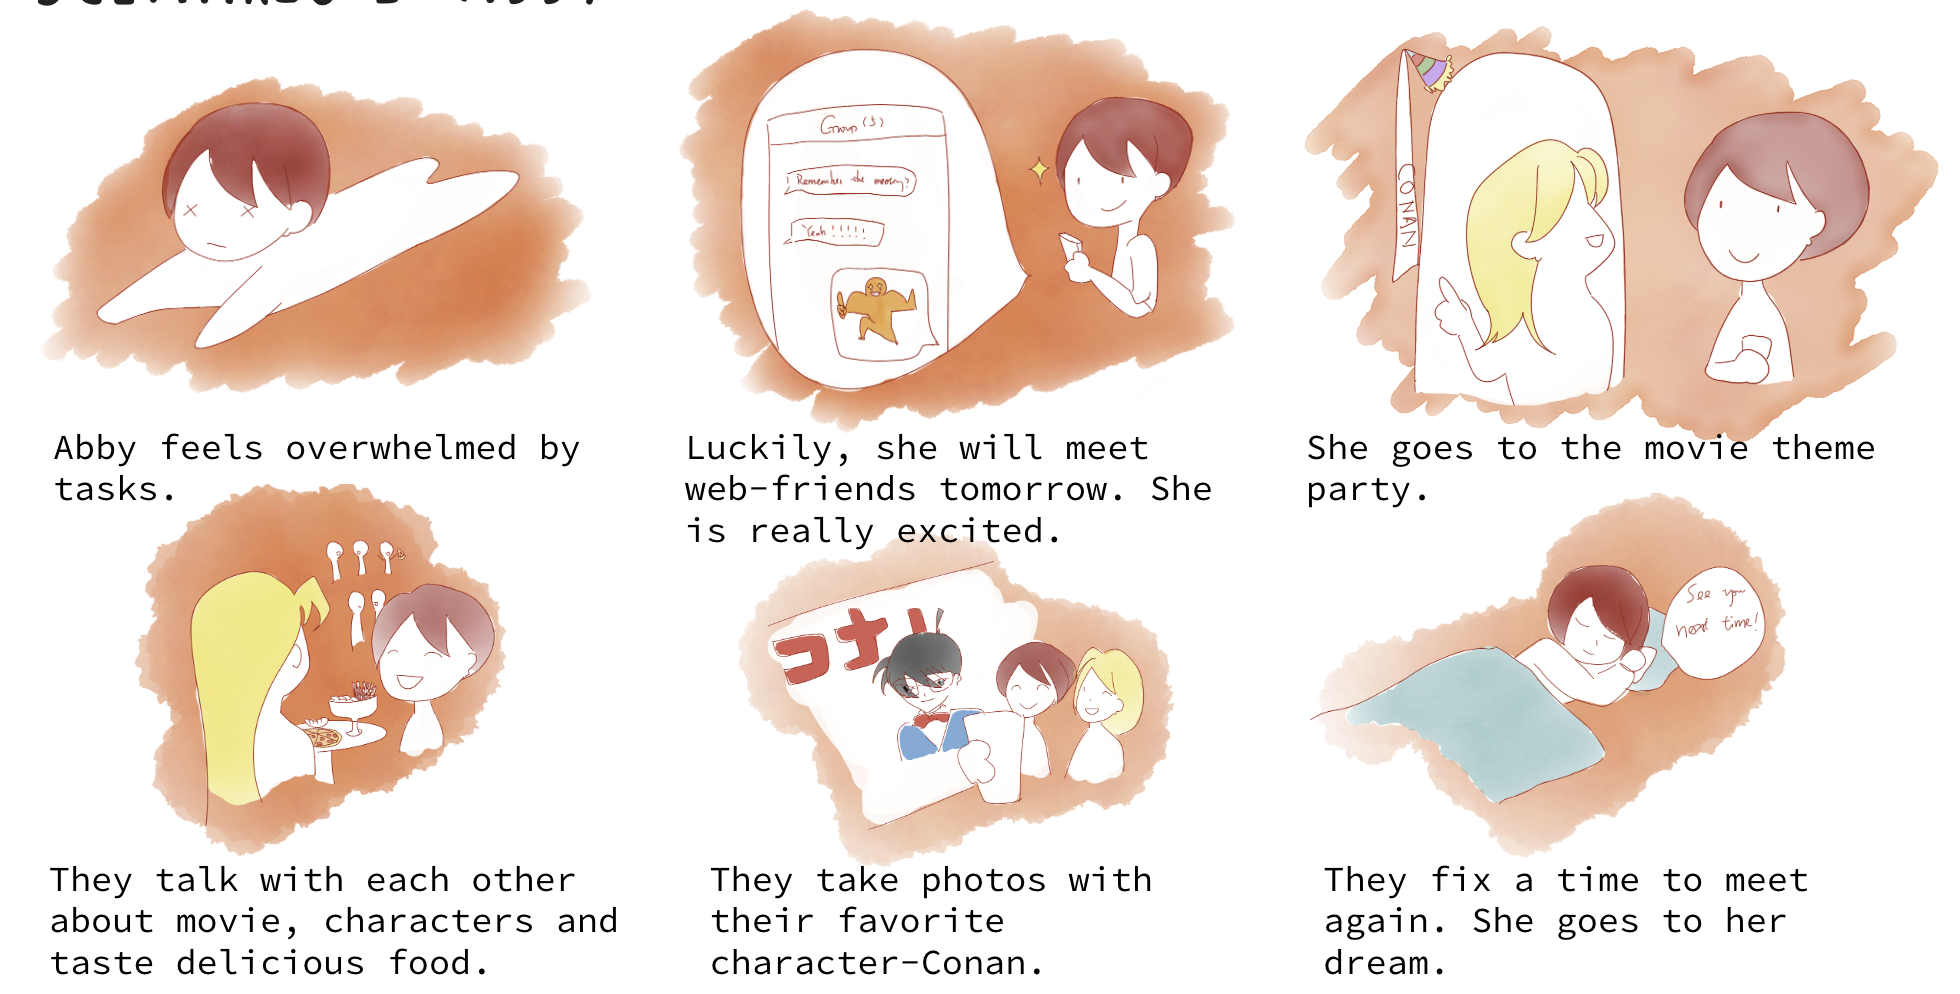 Group (5)
Remember the meeting?
Yeah!!!!!
CONAN
Abby feels overwhelmed by
tasks.
Luckily, she will meet
web-friends tomorrow. She
is really excited.
She goes to the movie theme
party.
コナ
See you
next time!
They talk with each other
about movie, characters and
taste delicious food.
They take photos with
their favorite
character-Conan.
They fix a time to meet
again. She goes to her
dream.